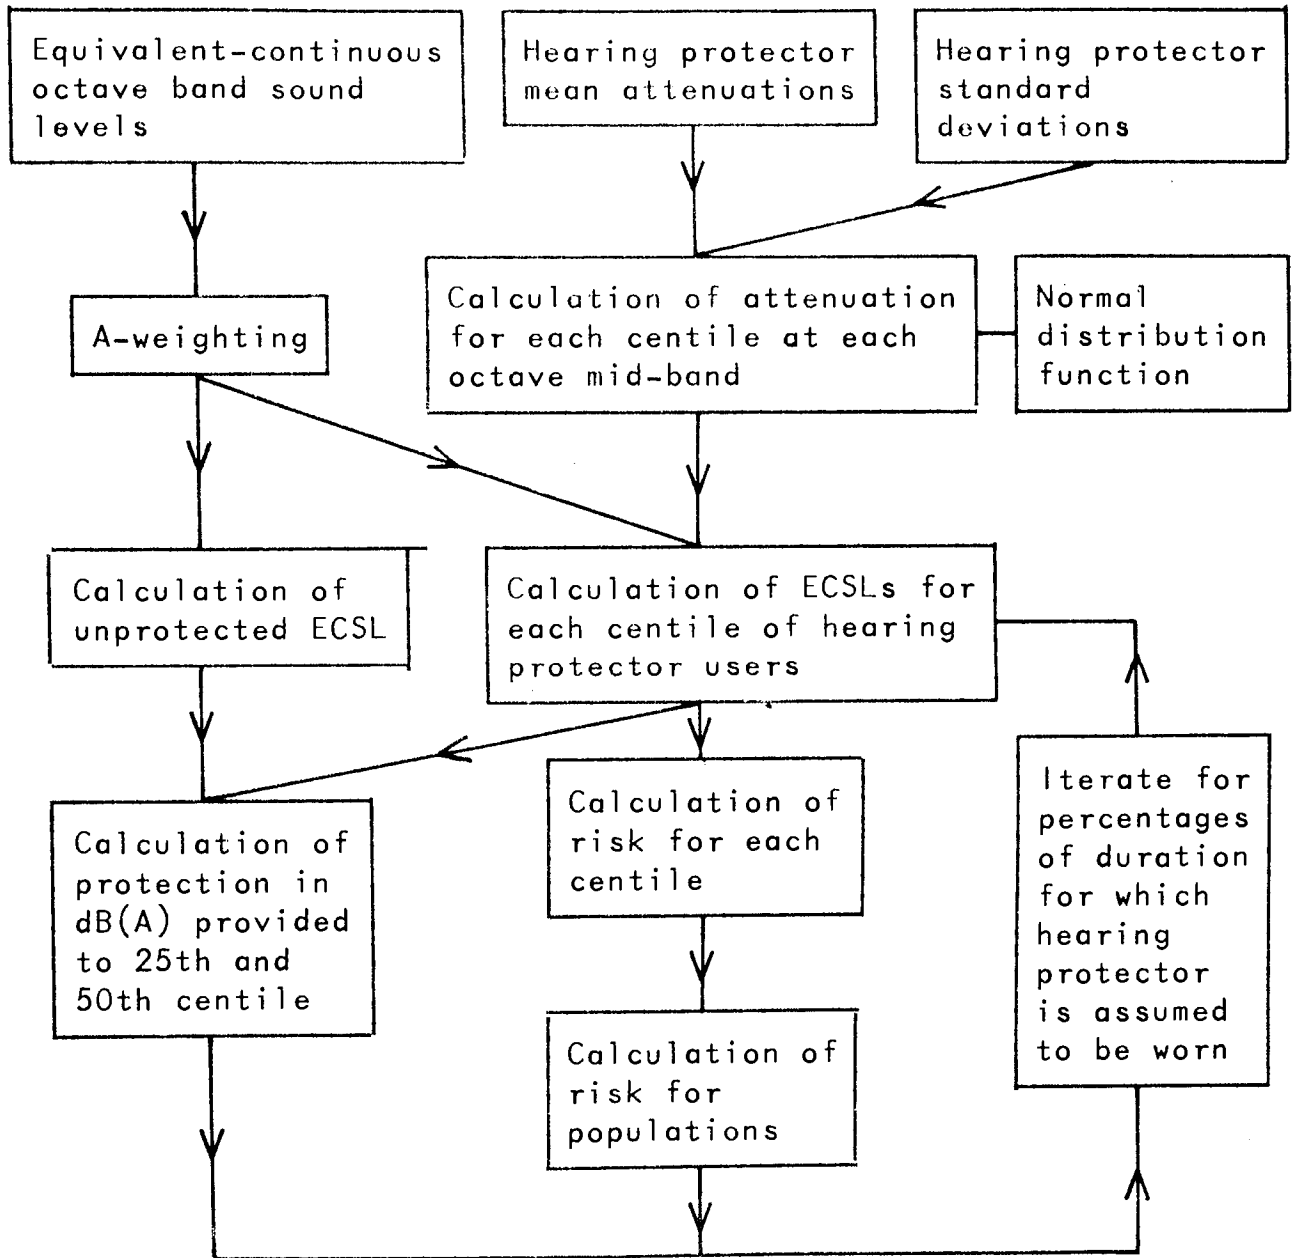 Equivalent-continuous
octave band sound
levels
Hearing protector
mean attenuations
Hearing protector
standard
deviations
A-weighting
Calculation of attenuation
for each centile at each
octave mid-band
Normal
distribution
function
Calculation of
unprotected ECSL
Calculation of ECSLs for
each centile of hearing
protector users
Calculation of
protection in
dB(A) provided
to 25th and
50th centile
Calculation of
risk for each
centile
Iterate for
percentages
of duration
for which
hearing
protector
is assumed
to be worn
Calculation of
risk for
populations